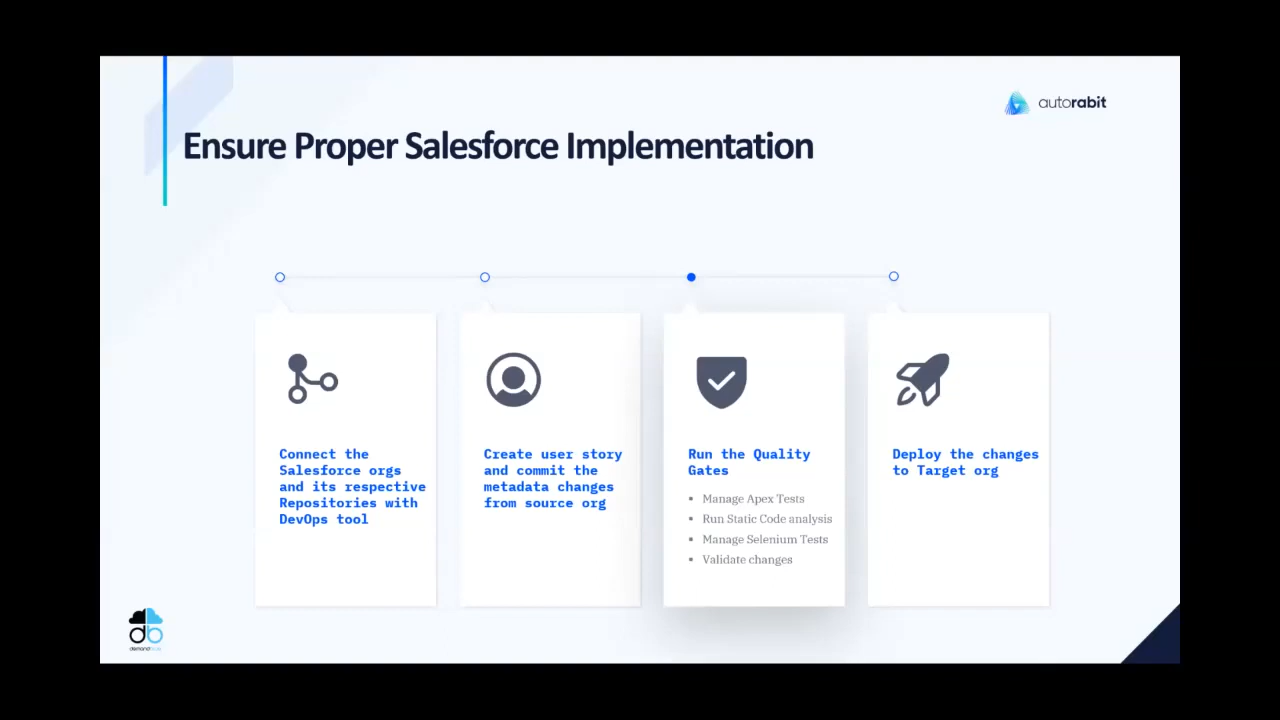 autorabit
Ensure Proper Salesforce Implementation
Connect the
Salesforce orgs
and its respective
Repositories with
DevOps tool
Create user story
and commit the
metadata changes
from source org
Run the Quality
Gates
▪ Manage Apex Tests
▪ Run Static Code analysis
▪ Manage Selenium Tests
▪ Validate changes
Deploy the changes
to Target org
db
demandblue